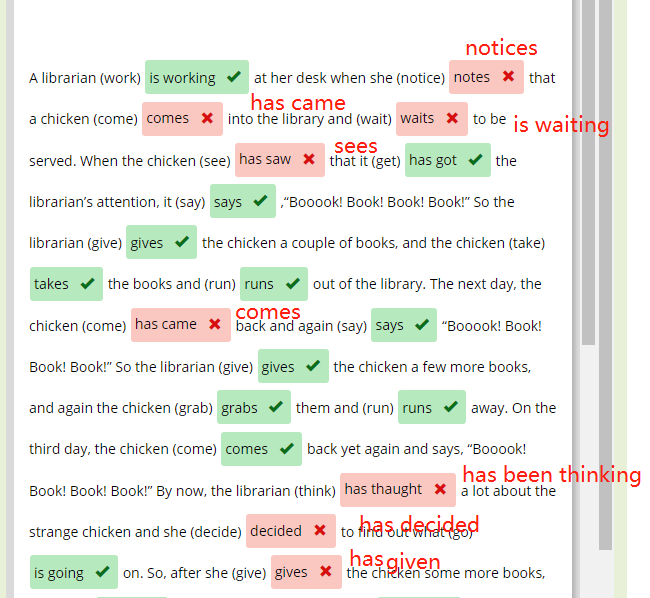 notices
A librarian (work) is working ✔ at her desk when she (notice) notes ✖ that
has came
a chicken (come) comes ✖ into the library and (wait) waits ✖ to be is waiting
sees
served. When the chicken (see) has saw ✖ that it (get) has got ✔ the
librarian’s attention, it (say) says ✔ ,“Booook! Book! Book! Book!” So the
librarian (give) gives ✔ the chicken a couple of books, and the chicken (take)
takes ✔ the books and (run) runs ✔ out of the library. The next day, the
comes
chicken (come) has came ✖ back and again (say) says ✔ “Booook! Book!
Book! Book!” So the librarian (give) gives ✔ the chicken a few more books,
and again the chicken (grab) grabs ✔ them and (run) runs ✔ away. On the
third day, the chicken (come) comes ✔ back yet again and says, “Booook!
has been thinking
Book! Book! Book!” By now, the librarian (think) has thaught ✖ a lot about the
has decided
strange chicken and she (decide) decided ✖ to find out what (go)
has given
is going ✔ on. So, after she (give) gives ✖ the chicken some more books,